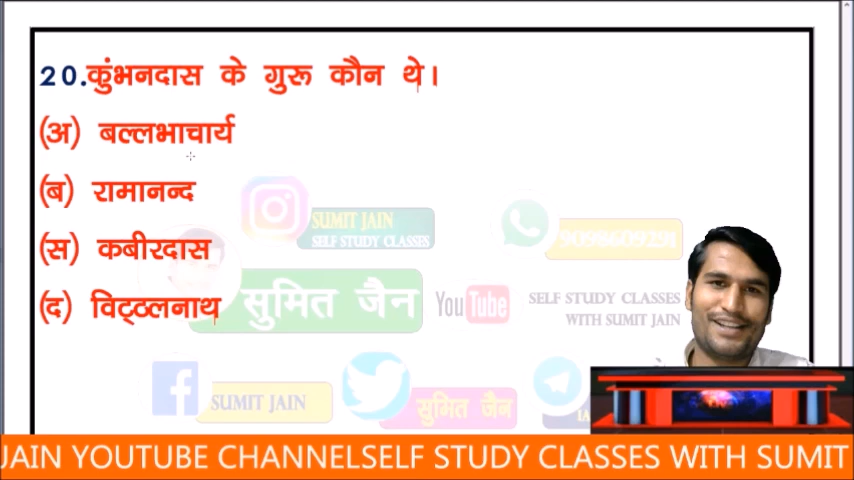 20.कुंभनदास के गुरू कौन थे।
(अ) बल्लभाचार्य
(ब) रामानन्द
(स) कबीरदास
(द) विट्ठलनाथ
SUMIT JAIN
SELF STUDY CLASSES
9098609291
सुमित जैन
YouTube
SELF STUDY CLASSES
WITH SUMIT JAIN
SUMIT JAIN
सुमित जैन
JAIN YOUTUBE CHANNELSELF STUDY CLASSES WITH SUMIT